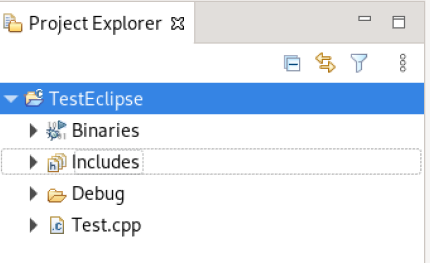 Project Explorer
TestEclipse
Binaries
Includes
Debug
Test.cpp